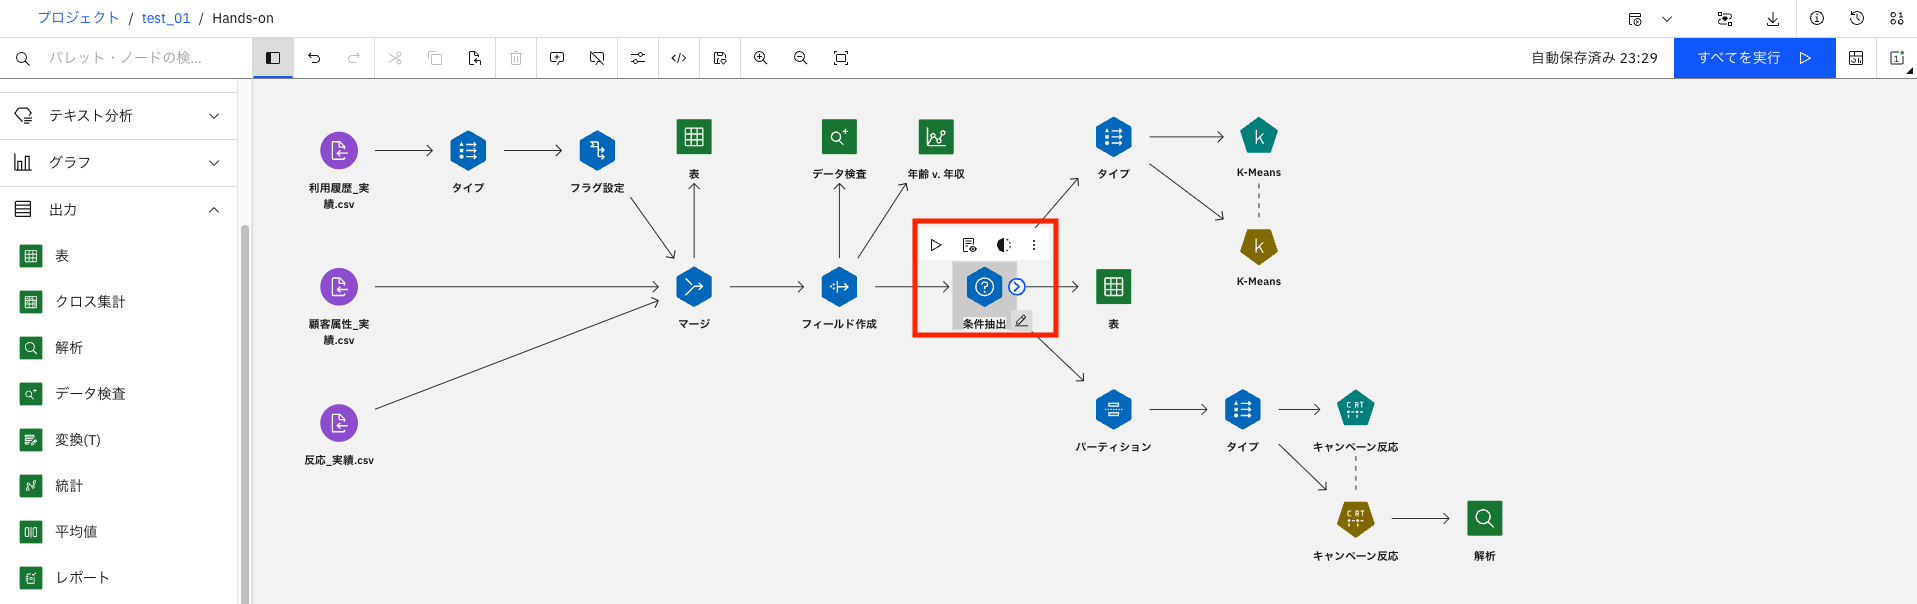 プロジェクト / test_01 / Hands-on
パレット・ノードの検...
自動保存済み 23:29
すべてを実行
テキスト分析
グラフ
出力
表
クロス集計
解析
データ検査
変換(T)
統計
平均値
レポート
利用履歴_実
績.csv
タイプ
フラグ設定
表
データ検査
年齢 v. 年収
タイプ
K-Means
K-Means
顧客属性_実
績.csv
マージ
フィールド作成
条件抽出
表
反応_実績.csv
パーティション
タイプ
CRT
キャンペーン反応
CRT
キャンペーン反応
解析